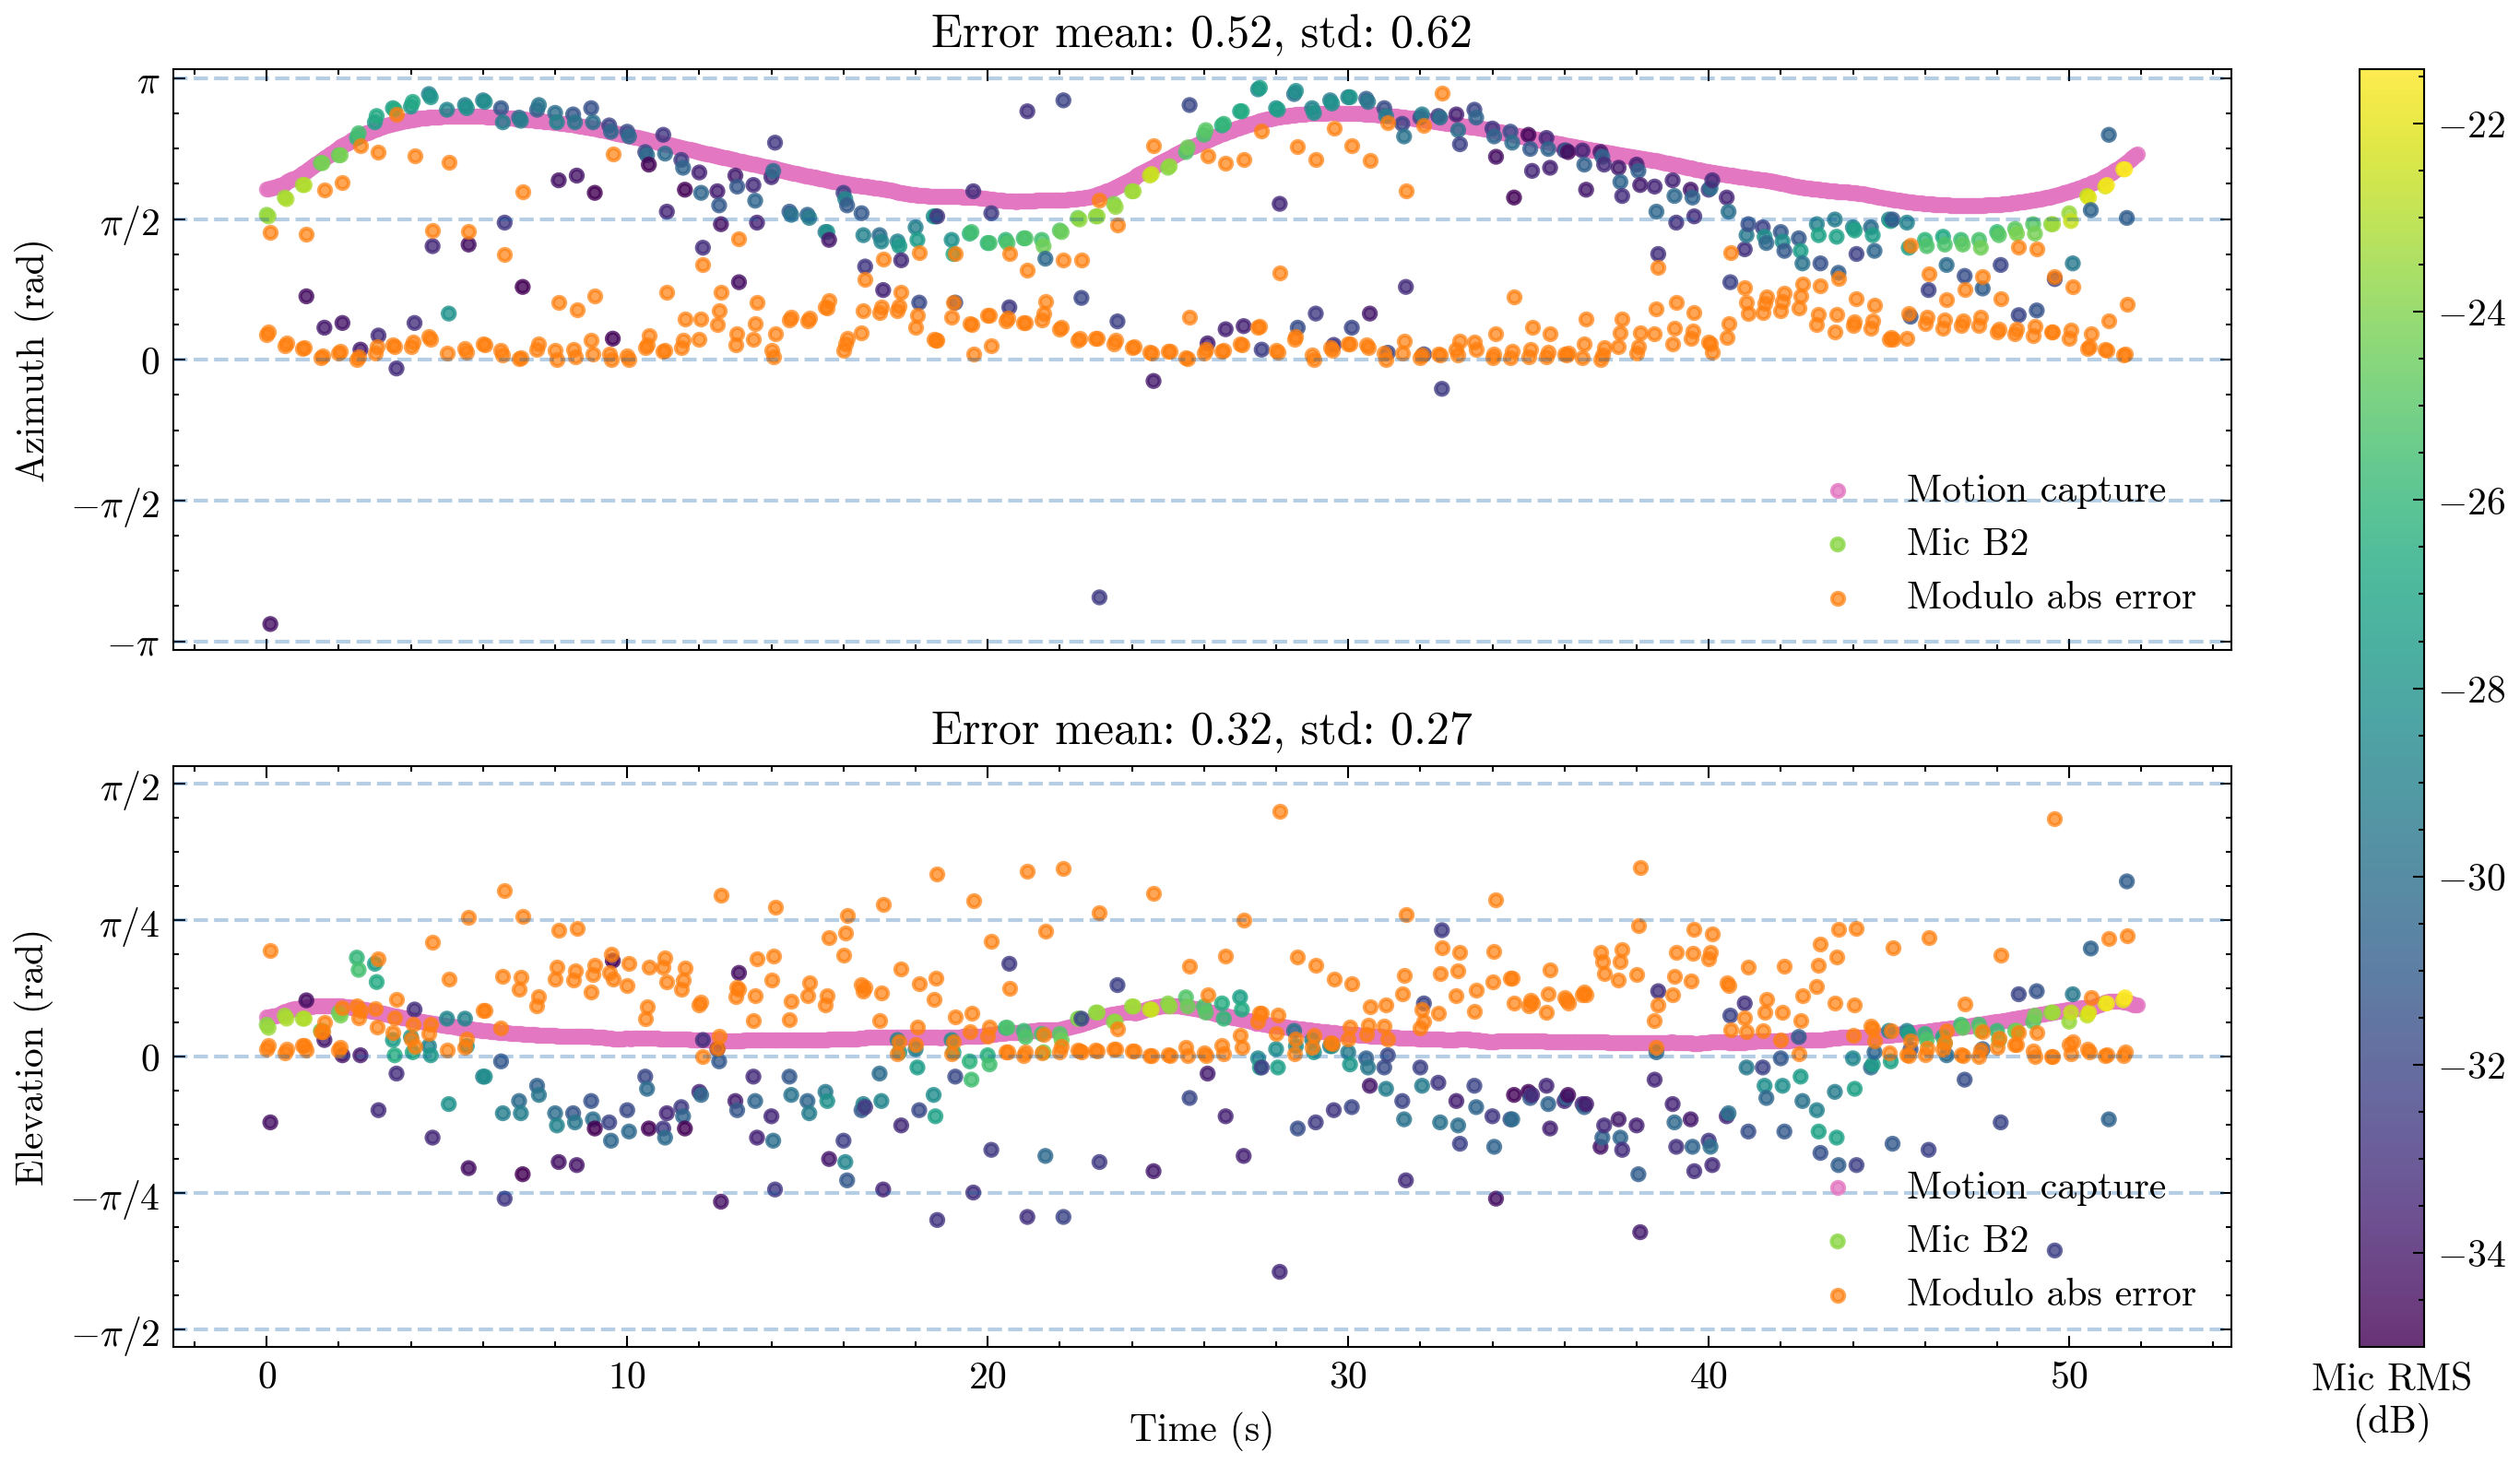 Error mean: 0.52, std: 0.62
π
π/2
0
−π/2
−π
Azimuth (rad)
Motion capture
Mic B2
Modulo abs error
Error mean: 0.32, std: 0.27
π/2
π/4
0
−π/4
−π/2
Elevation (rad)
Motion capture
Mic B2
Modulo abs error
0 10 20 30 40 50
Time (s)
−22
−24
−26
−28
−30
−32
−34
Mic RMS
(dB)